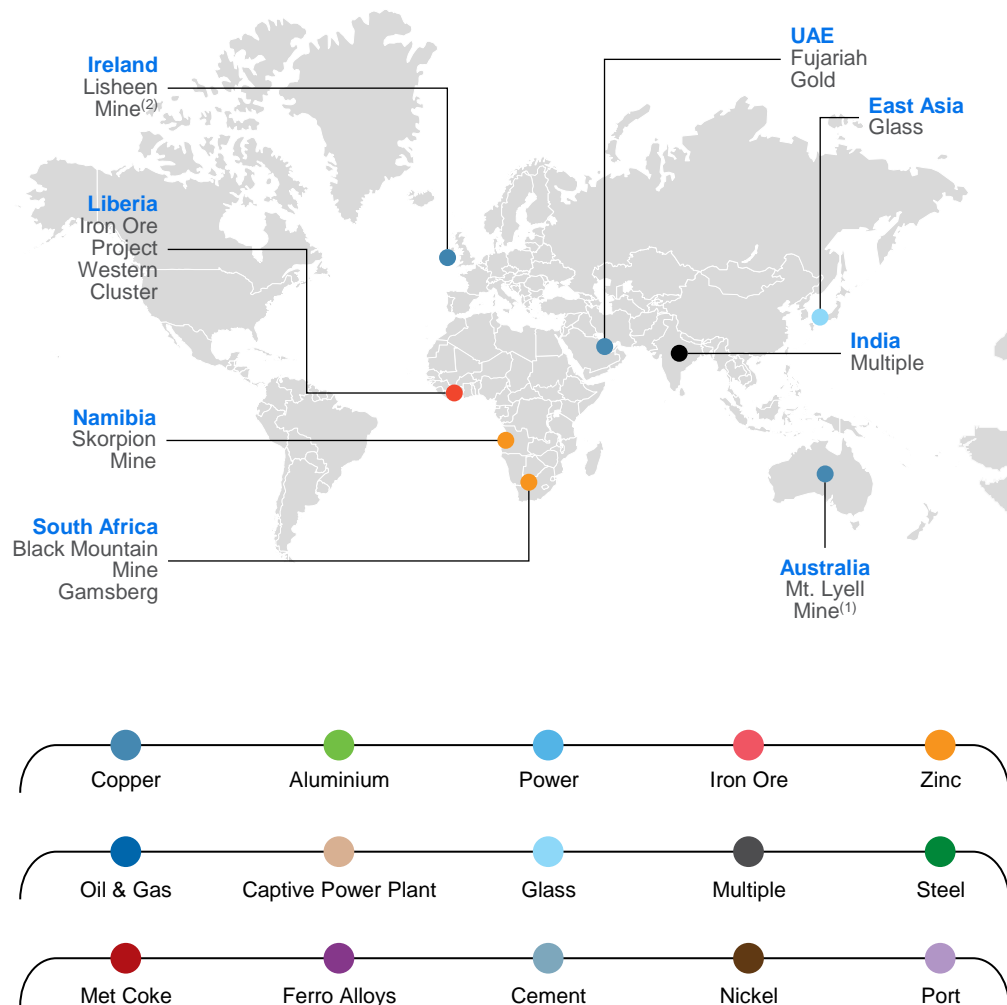 Ireland
Lisheen
Mine(2)
UAE
Fujariah
Gold
East Asia
Glass
Liberia
Iron Ore
Project
Western
Cluster
India
Multiple
Namibia
Skorpion
Mine
South Africa
Black Mountain
Mine
Gamsberg
Australia
Mt. Lyell
Mine(1)
Copper
Aluminium
Power
Iron Ore
Zinc
Oil & Gas
Captive Power Plant
Glass
Multiple
Steel
Met Coke
Ferro Alloys
Cement
Nickel
Port